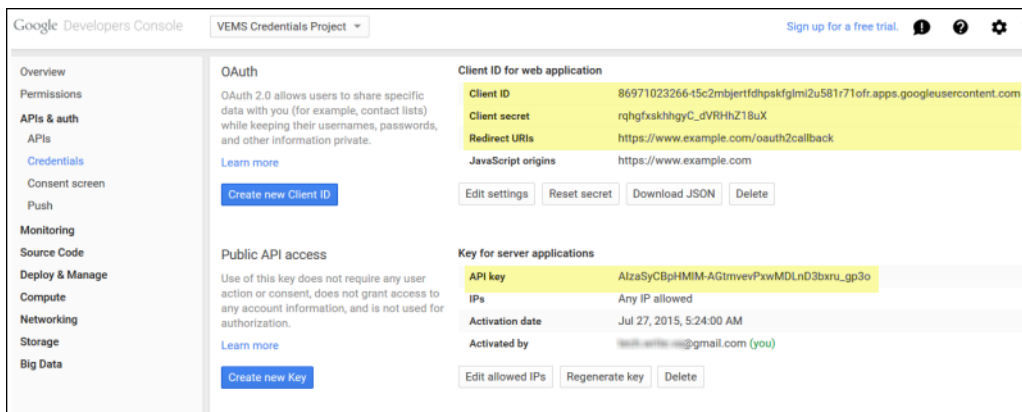 Google Developers Console
VEMS Credentials Project
Sign up for a free trial.
Overview
Permissions
APIs & auth
APIs
Credentials
Consent screen
Push
Monitoring
Source Code
Deploy & Manage
Compute
Networking
Storage
Big Data
OAuth
OAuth 2.0 allows users to share specific
data with you (for example, contact lists)
while keeping their usernames, passwords,
and other information private.
Learn more
Create new Client ID
Client ID for web application
Client ID 86971023266-t5c2mbjertfdhpskfglmi2u581r71ofr.apps.googleusercontent.com
Client secret rqhgfxskhhgyC_dVRHhZ18uX
Redirect URIs https://www.example.com/oauth2callback
JavaScript origins https://www.example.com
Edit settings Reset secret Download JSON Delete
Public API access
Use of this key does not require any user
action or consent, does not grant access to
any account information, and is not used for
authorization.
Learn more
Create new Key
Key for server applications
API key AIzaSyCBpHMIM-AGtmvevPxwMDLnD3bxru_gp3o
IPs Any IP allowed
Activation date Jul 27, 2015, 5:24:00 AM
Activated by @gmail.com (you)
Edit allowed IPs Regenerate key Delete